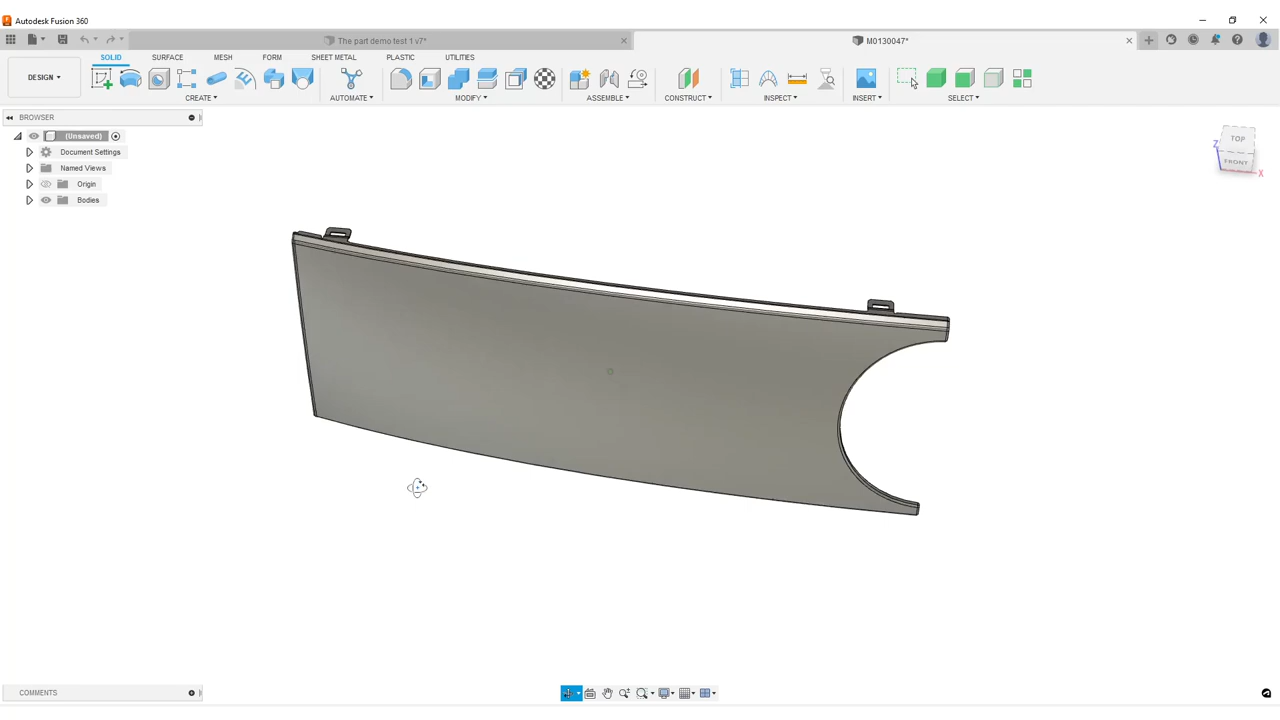 Autodesk Fusion 360
The part demo test 1 v7*
M0130047*
SOLID SURFACE MESH FORM SHEET METAL PLASTIC UTILITIES
DESIGN
CREATE AUTOMATE MODIFY ASSEMBLE CONSTRUCT INSPECT INSERT SELECT
BROWSER
(Unsaved)
Document Settings
Named Views
Origin
Bodies
TOP
Z
FRONT
X
COMMENTS